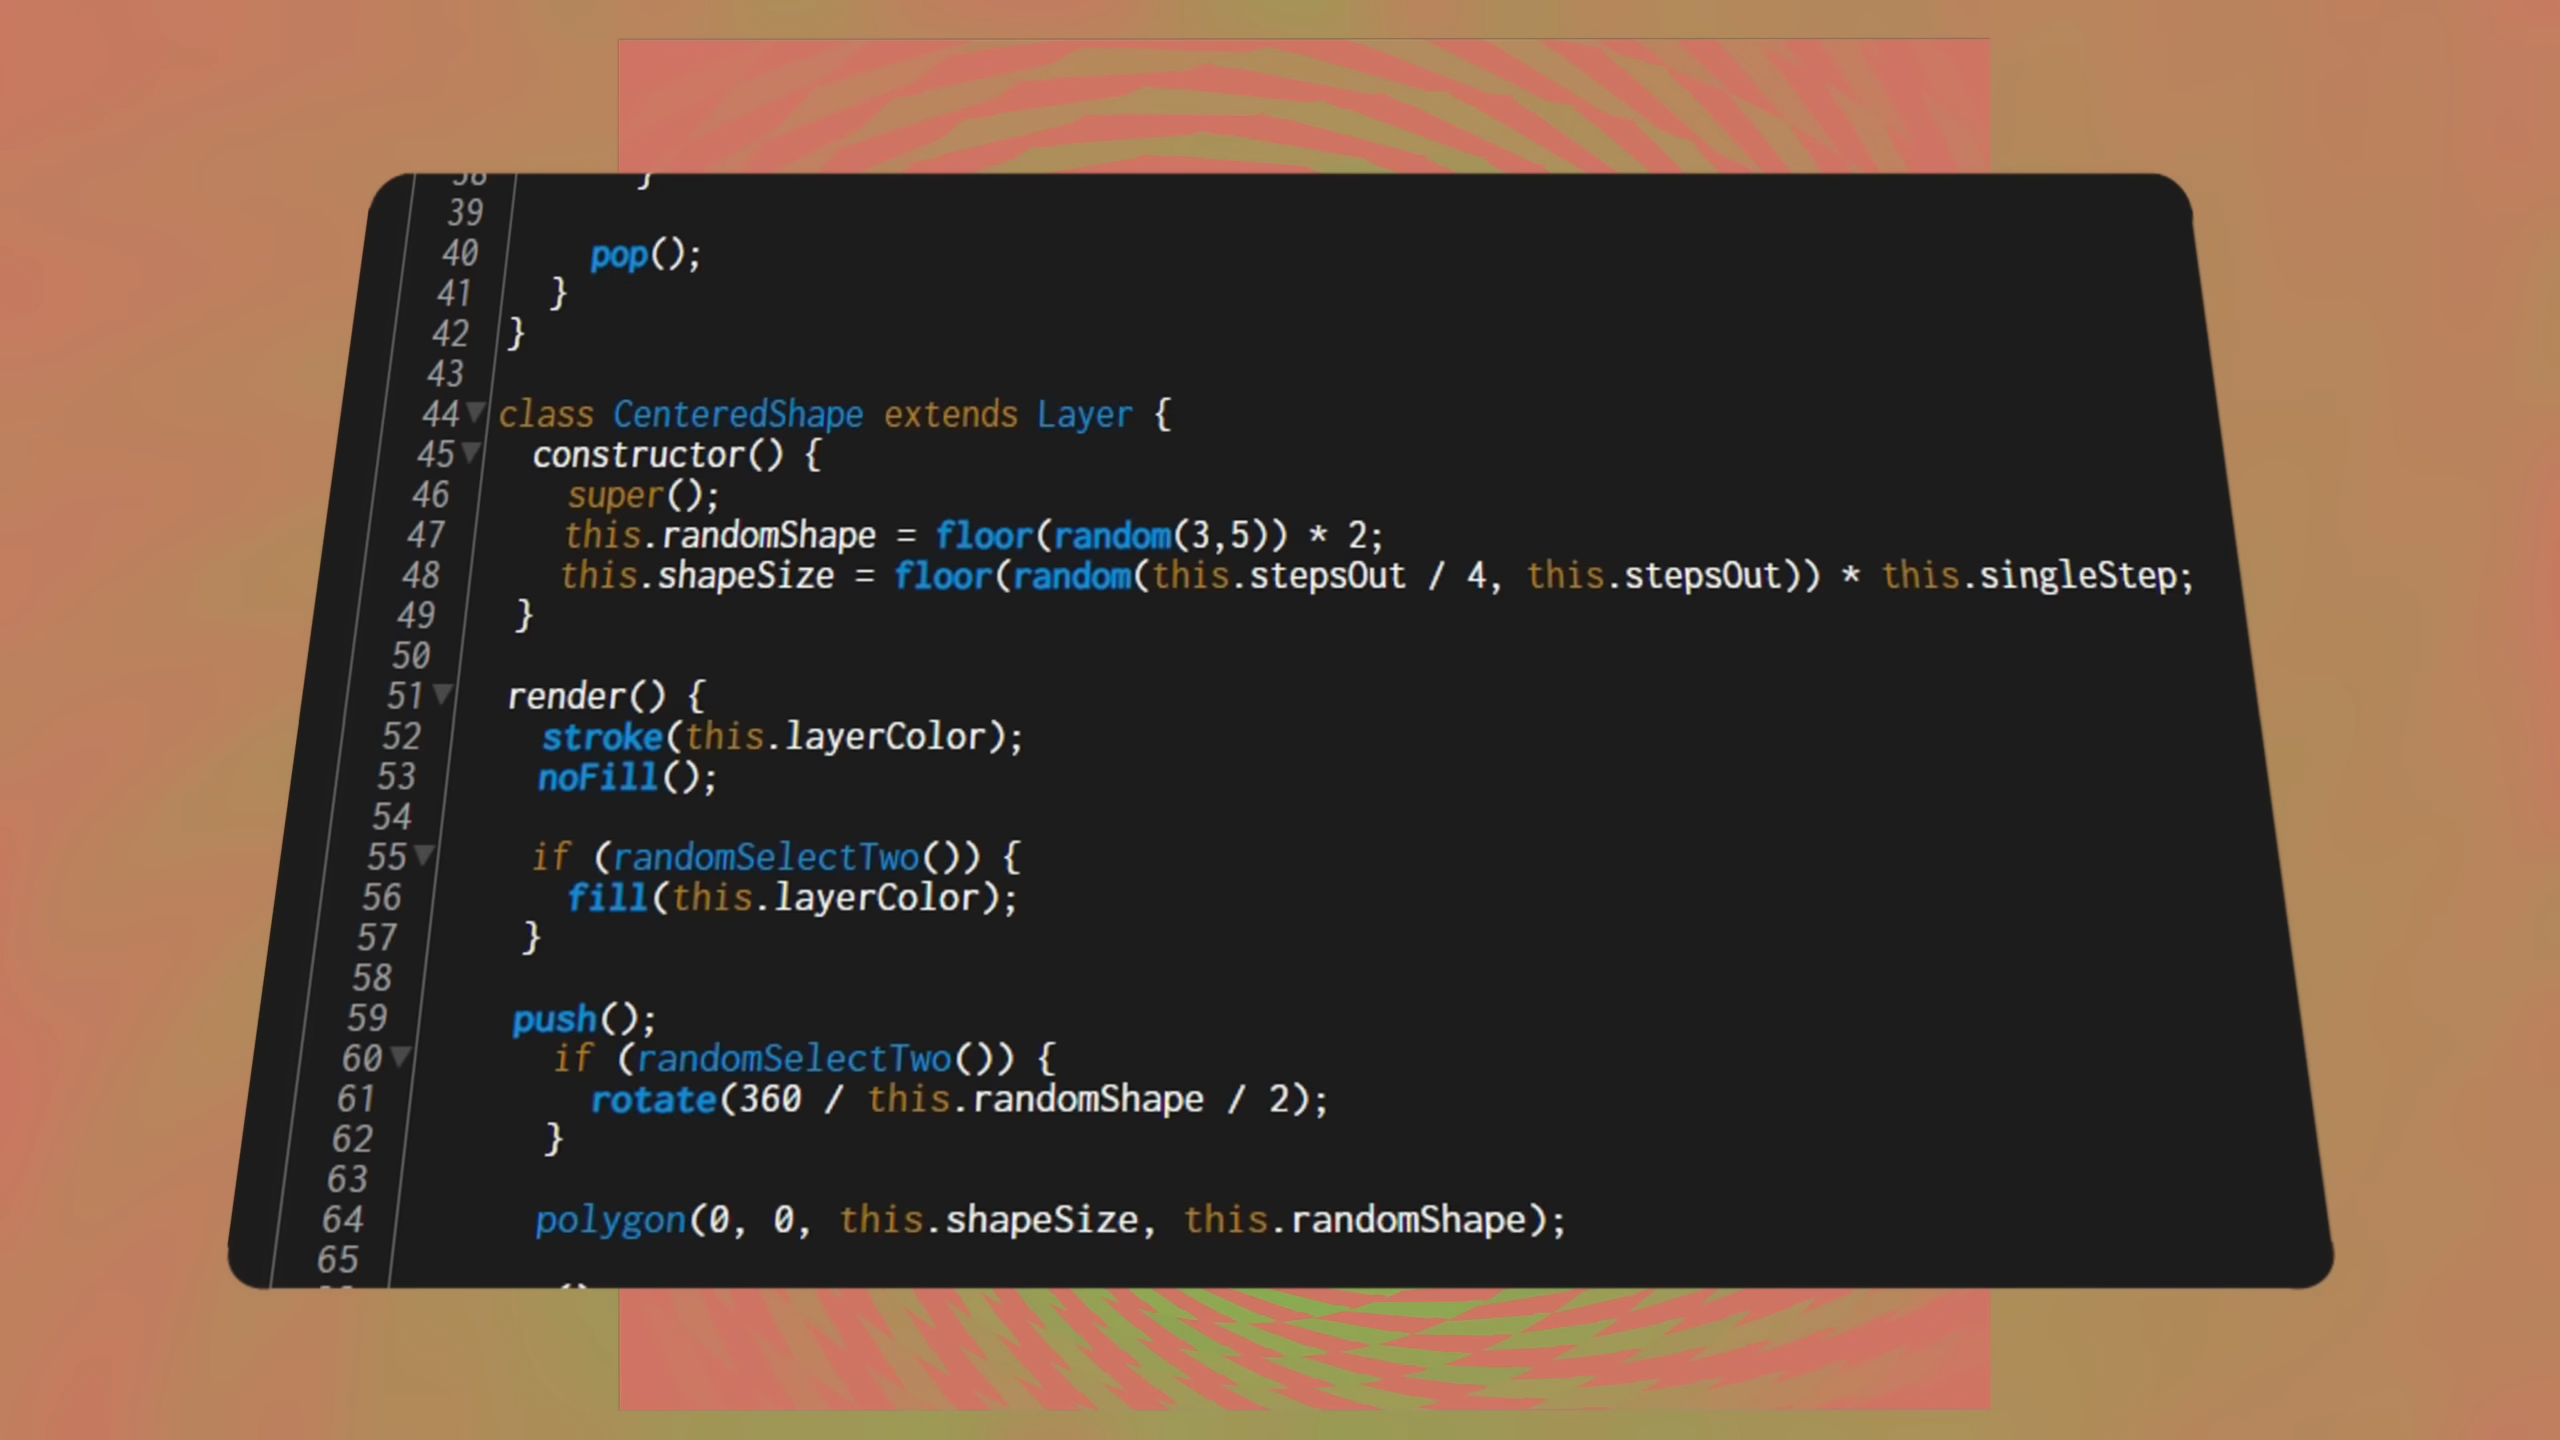 38 }
39
40 pop();
41 }
42 }
43
44 class CenteredShape extends Layer {
45 constructor() {
46 super();
47 this.randomShape = floor(random(3,5)) * 2;
48 this.shapeSize = floor(random(this.stepsOut / 4, this.stepsOut)) * this.singleStep;
49 }
50
51 render() {
52 stroke(this.layerColor);
53 noFill();
54
55 if (randomSelectTwo()) {
56 fill(this.layerColor);
57 }
58
59 push();
60 if (randomSelectTwo()) {
61 rotate(360 / this.randomShape / 2);
62 }
63
64 polygon(0, 0, this.shapeSize, this.randomShape);
65